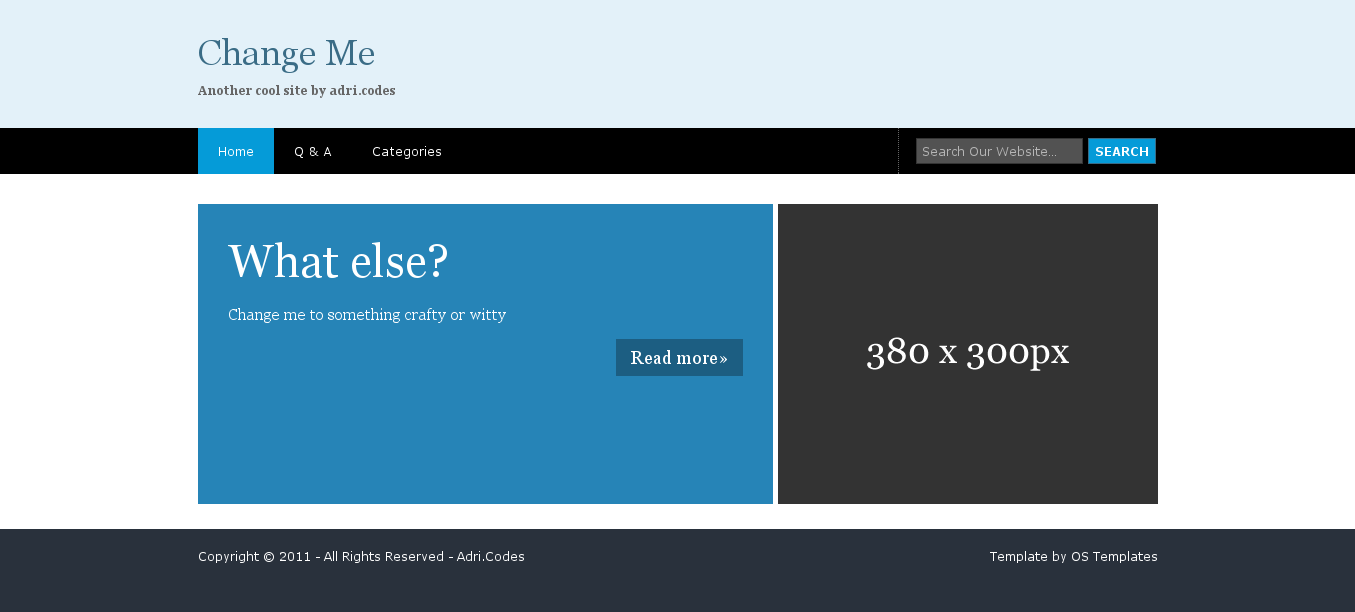 Change Me
Another cool site by adri.codes
Home Q & A Categories Search Our Website... SEARCH
What else?
Change me to something crafty or witty
Read more»
380 x 300px
Copyright © 2011 - All Rights Reserved - Adri.Codes Template by OS Templates